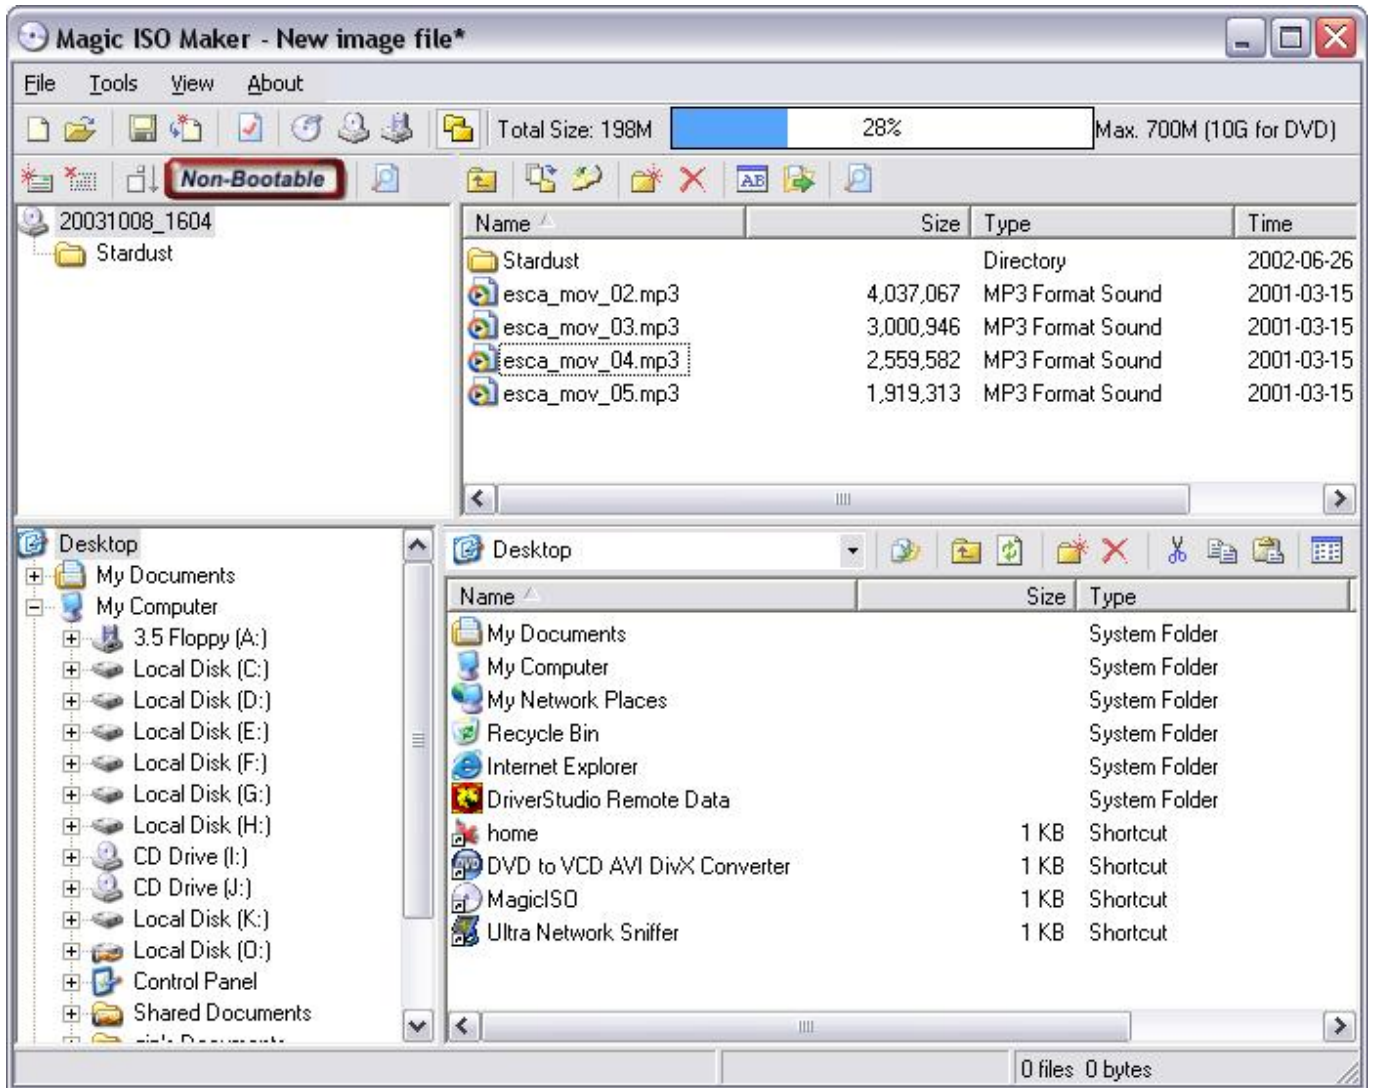 Magic ISO Maker - New image file*
File Tools View About
Total Size: 198M 28% Max. 700M (10G for DVD)
Non-Bootable
20031008_1604
Stardust
Name Size Type Time
Stardust Directory 2002-06-26
esca_mov_02.mp3 4,037,067 MP3 Format Sound 2001-03-15
esca_mov_03.mp3 3,000,946 MP3 Format Sound 2001-03-15
esca_mov_04.mp3 2,559,582 MP3 Format Sound 2001-03-15
esca_mov_05.mp3 1,919,313 MP3 Format Sound 2001-03-15
Desktop
My Documents
My Computer
3.5 Floppy (A:)
Local Disk (C:)
Local Disk (D:)
Local Disk (E:)
Local Disk (F:)
Local Disk (G:)
Local Disk (H:)
CD Drive (I:)
CD Drive (J:)
Local Disk (K:)
Local Disk (O:)
Control Panel
Shared Documents
Desktop
Name Size Type
My Documents System Folder
My Computer System Folder
My Network Places System Folder
Recycle Bin System Folder
Internet Explorer System Folder
DriverStudio Remote Data System Folder
home 1 KB Shortcut
DVD to VCD AVI DivX Converter 1 KB Shortcut
MagicISO 1 KB Shortcut
Ultra Network Sniffer 1 KB Shortcut
0 files 0 bytes